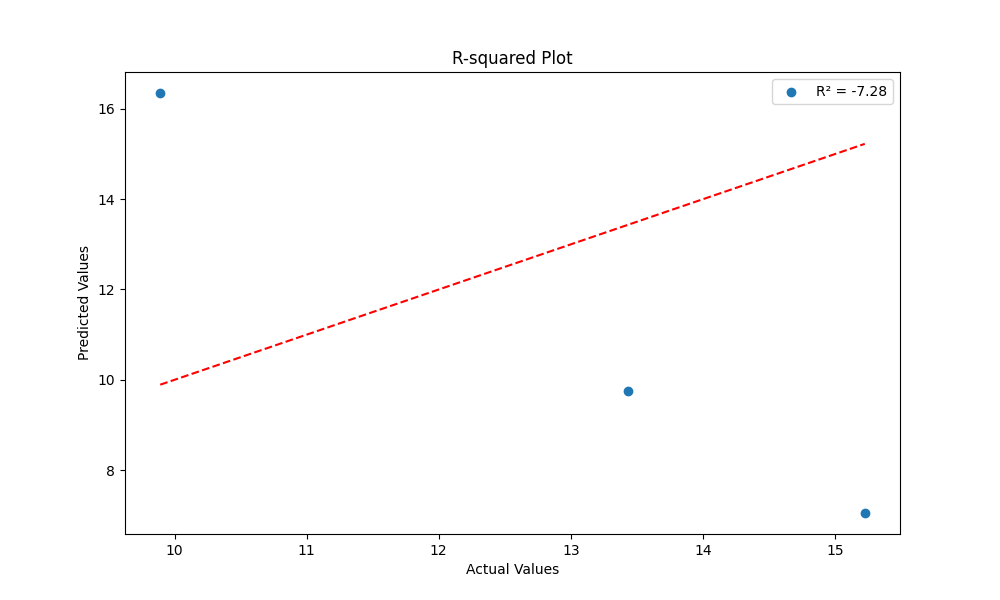 R-squared Plot
R² = -7.28
16
14
12
10
8
Predicted Values
10
11
12
13
14
15
Actual Values